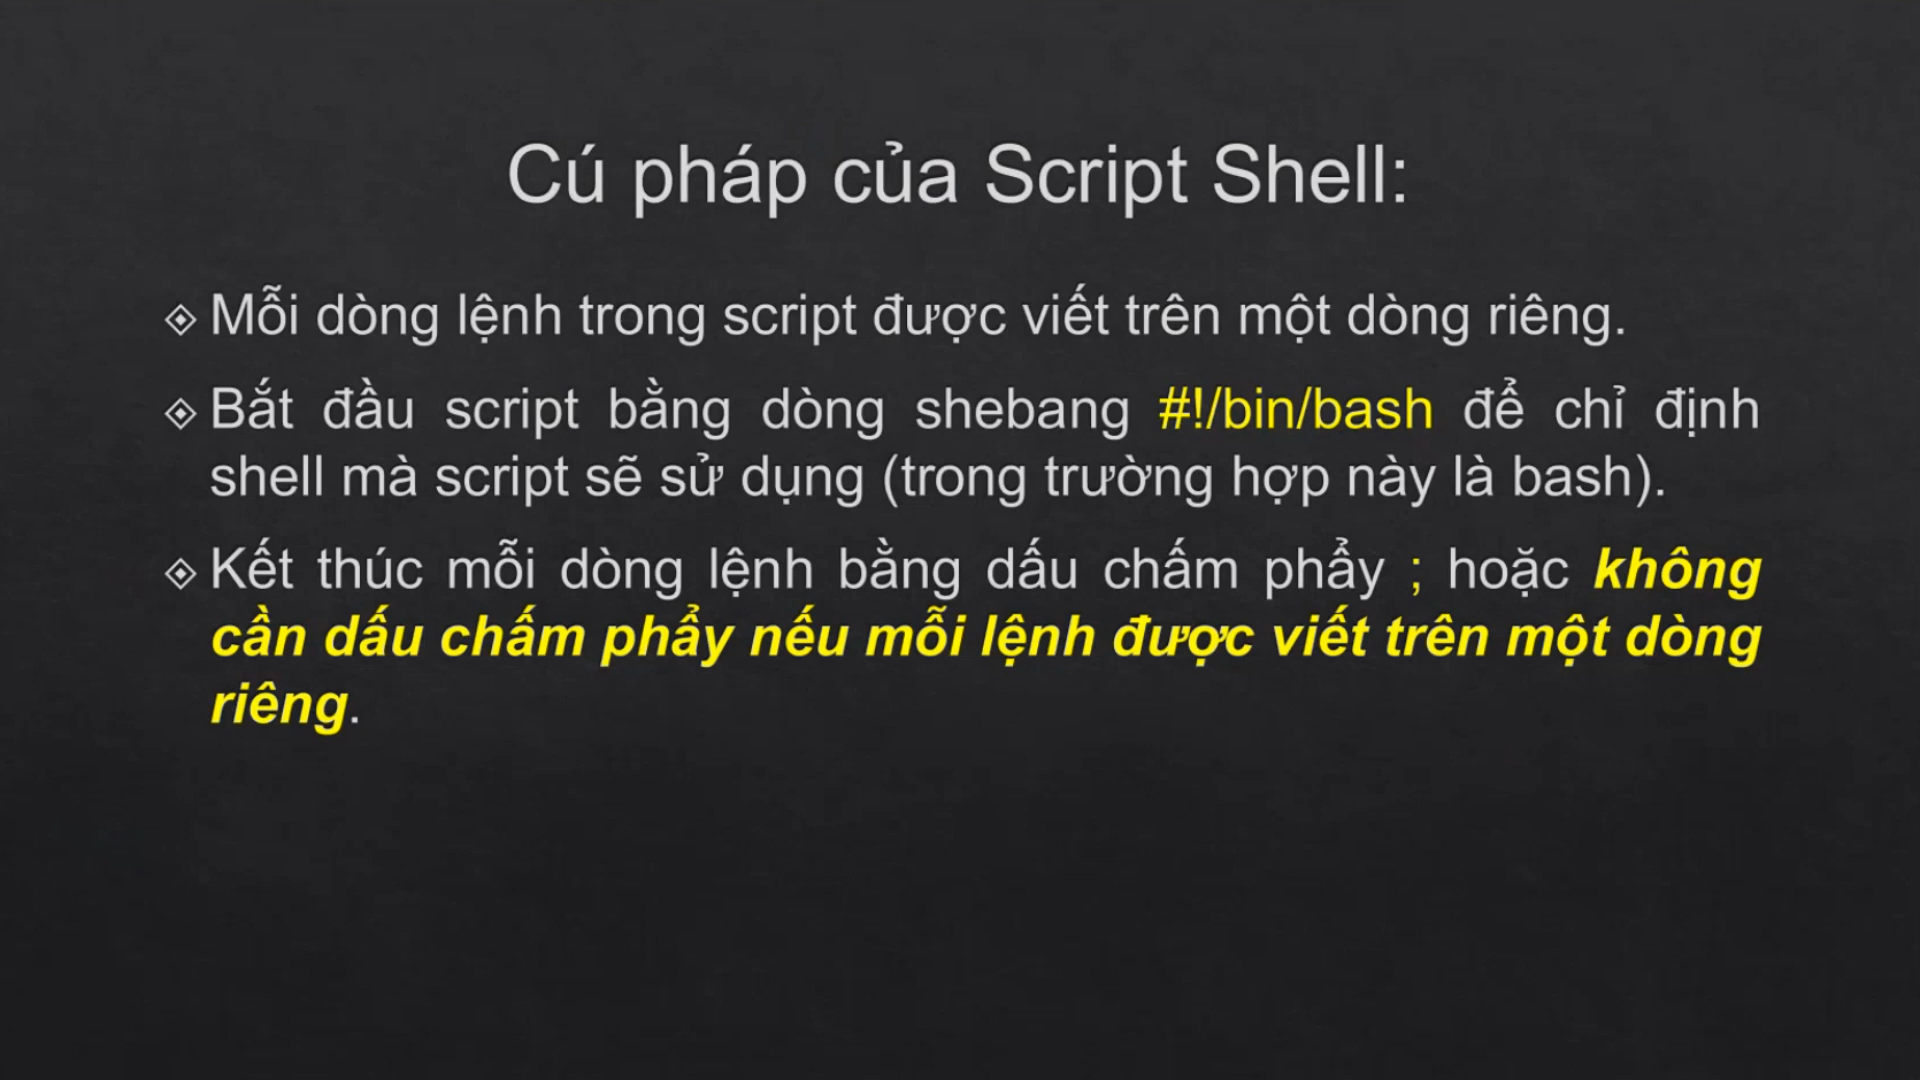 Cú pháp của Script Shell:
Mỗi dòng lệnh trong script được viết trên một dòng riêng.
Bắt đầu script bằng dòng shebang #!/bin/bash để chỉ định
shell mà script sẽ sử dụng (trong trường hợp này là bash).
Kết thúc mỗi dòng lệnh bằng dấu chấm phẩy ; hoặc không
cần dấu chấm phẩy nếu mỗi lệnh được viết trên một dòng
riêng.